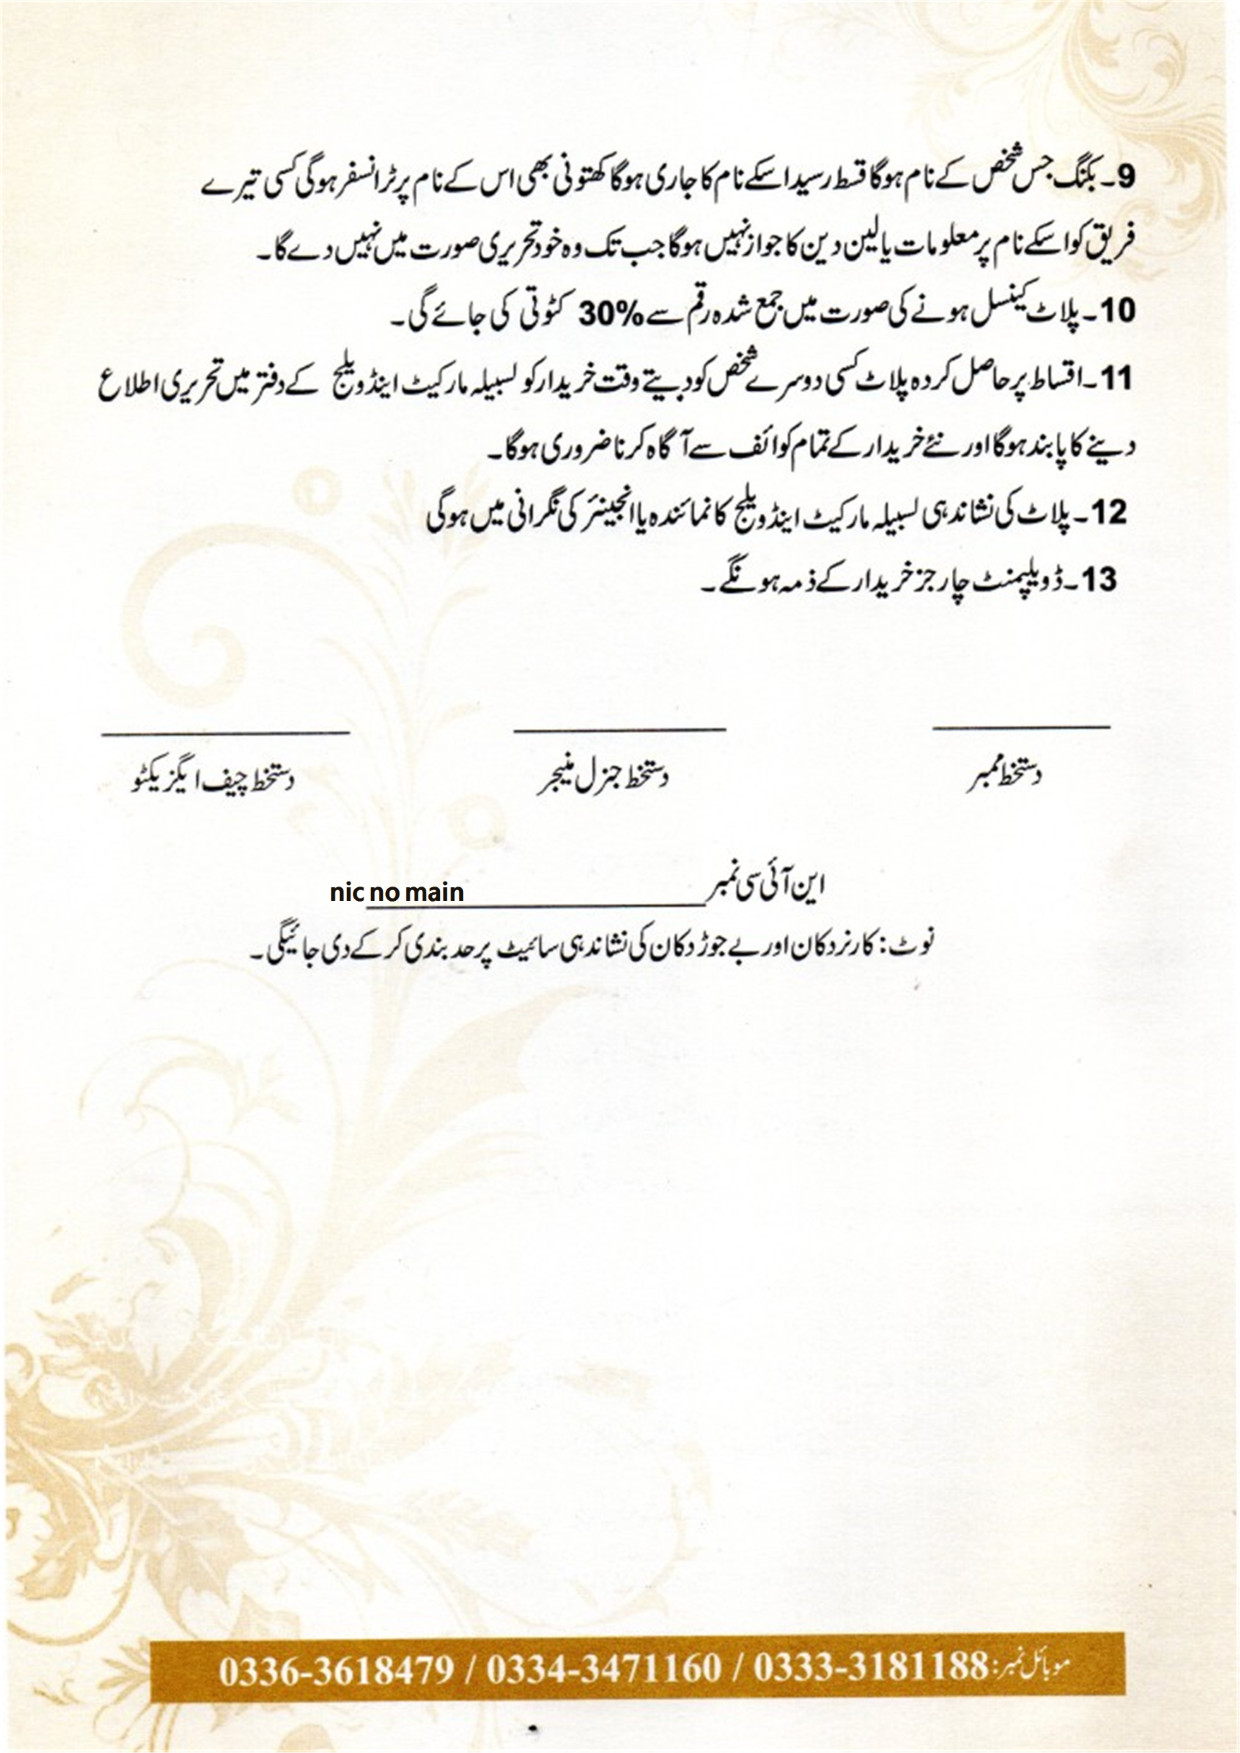 9۔ بکنگ جس شخص کے نام ہوگا قسط رسید اسکے نام کا جاری ہوگا کھتونی بھی اس کے نام پر ٹرانسفر ہوگی کسی تیرے
فریق کو اسکے نام پر معلومات یا لین دین کا جواز نہیں ہوگا جب تک وہ خود تحریری صورت میں نہیں دے گا۔
10۔ پلاٹ کینسل ہونے کی صورت میں جمع شدہ رقم سے 30% کٹوتی کی جائے گی۔
11۔ اقساط پر حاصل کردہ پلاٹ کسی دوسرے شخص کو دیتے وقت خریدار کو لسبیلہ مارکیٹ اینڈ ویلج کے دفتر میں تحریری اطلاع
دینے کا پابند ہوگا اور نئے خریدار کے تمام کوائف سے آگاہ کرنا ضروری ہوگا۔
12۔ پلاٹ کی نشاندہی لسبیلہ مارکیٹ اینڈ ویلج کا نمائندہ یا انجینئر کی نگرانی میں ہوگی
13۔ ڈویلپمنٹ چارجز خریدار کے ذمہ ہونگے۔
دستخط ممبر دستخط جنرل منیجر دستخط چیف ایگزیکٹو
این آئی سی نمبر nic no main
نوٹ: کارنر دکان اور بے جوڑ دکان کی نشاندہی سائیٹ پر حد بندی کر کے دی جائیگی۔
موبائل نمبر: 0333-3181188 / 0334-3471160 / 0336-3618479